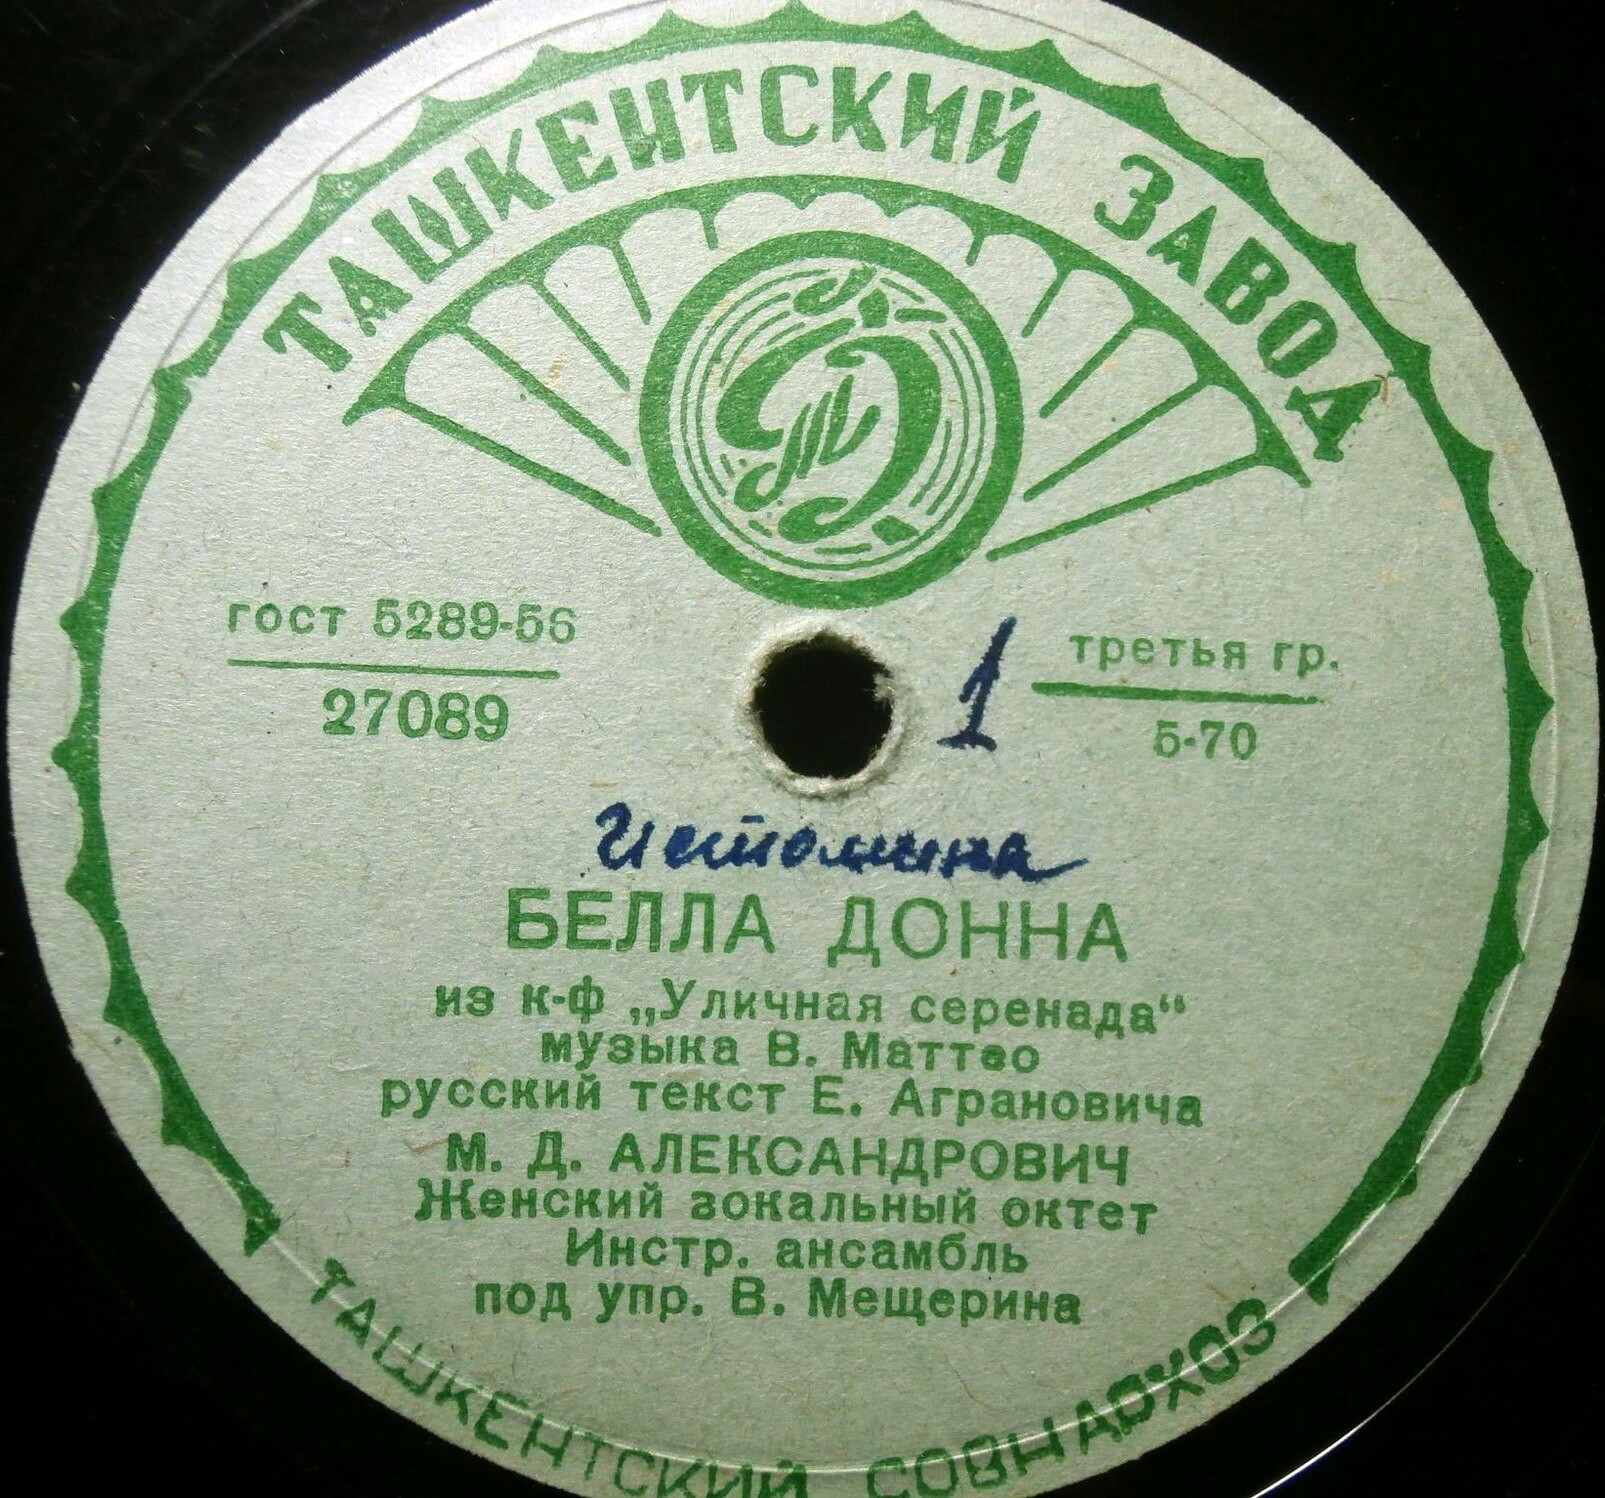 ТАШКЕНТСКИЙ ЗАВОД
гост 5289-56
27089
1
третья гр.
5-70
Истомина
БЕЛЛА ДОННА
из к-ф „Уличная серенада“
музыка В. Маттео
русский текст Е. Аграновича
М. Д. АЛЕКСАНДРОВИЧ
Женский вокальный октет
Инстр. ансамбль
под упр. В. Мещерина
ТАШКЕНТСКИЙ СОВНАРХОЗ